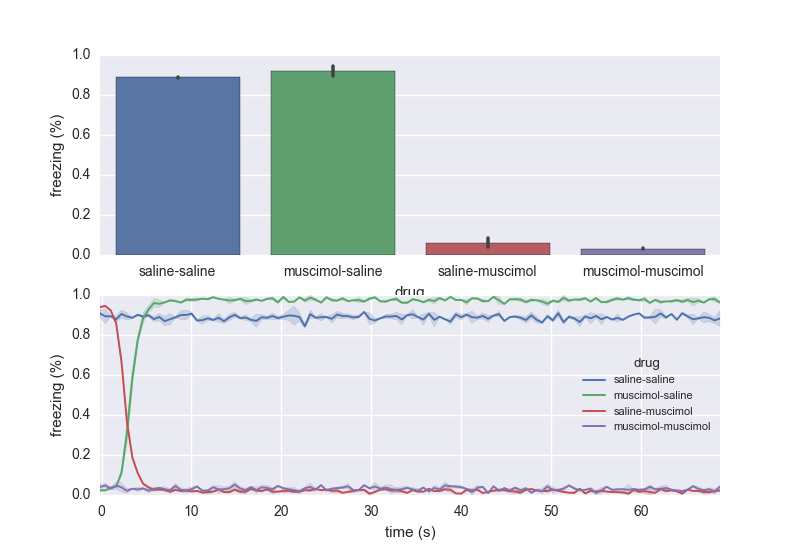 1.0
0.8
0.6
0.4
0.2
0.0
freezing (%)
saline-saline muscimol-saline saline-muscimol muscimol-muscimol
drug
1.0
0.8
0.6
0.4
0.2
0.0
freezing (%)
drug
saline-saline
muscimol-saline
saline-muscimol
muscimol-muscimol
0 10 20 30 40 50 60
time (s)